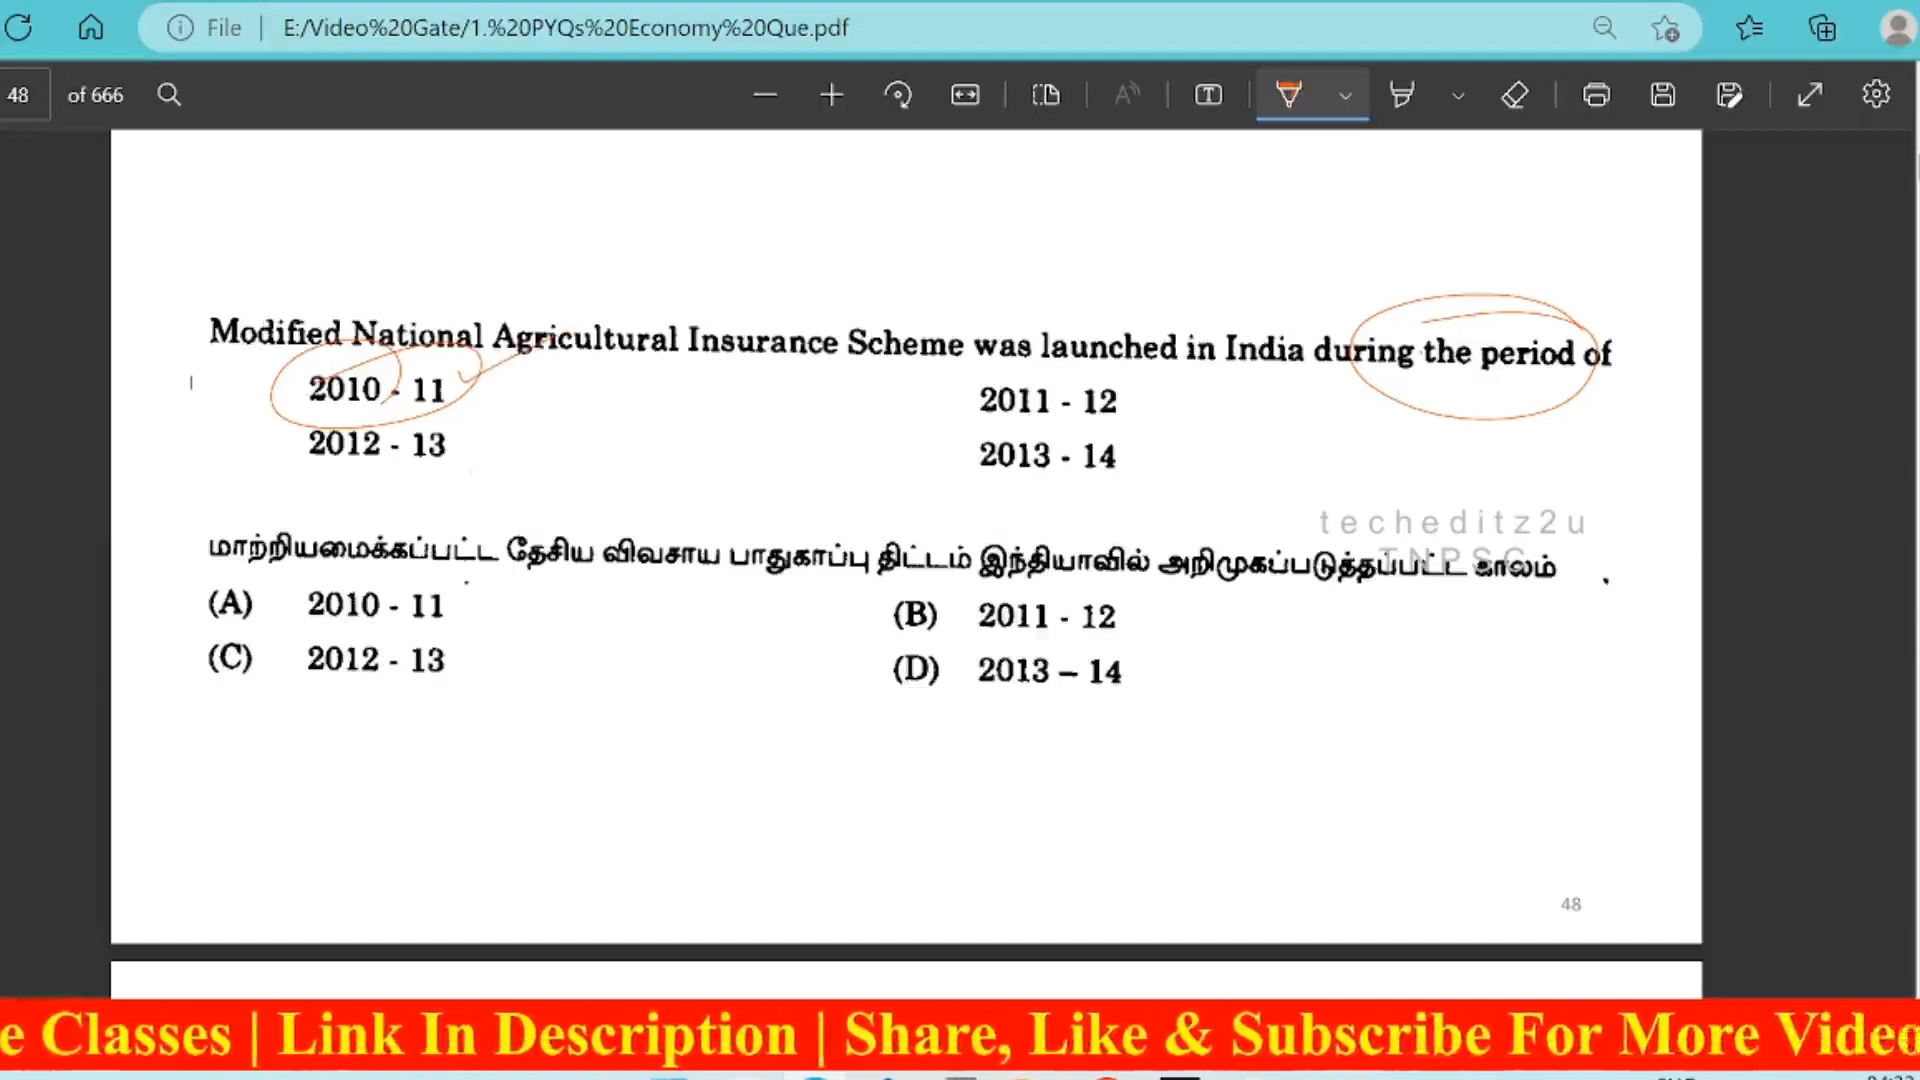 File
E:/Video%20Gate/1.%20PYQs%20Economy%20Que.pdf
48 of 666
Modified National Agricultural Insurance Scheme was launched in India during the period of
2010 - 11 2011 - 12
2012 - 13 2013 - 14
techeditz2u
TNPSC
மாற்றியமைக்கப்பட்ட தேசிய விவசாய பாதுகாப்பு திட்டம் இந்தியாவில் அறிமுகப்படுத்தப்பட்ட காலம்
(A) 2010 - 11 (B) 2011 - 12
(C) 2012 - 13 (D) 2013 – 14
48
e Classes | Link In Description | Share, Like & Subscribe For More Vide